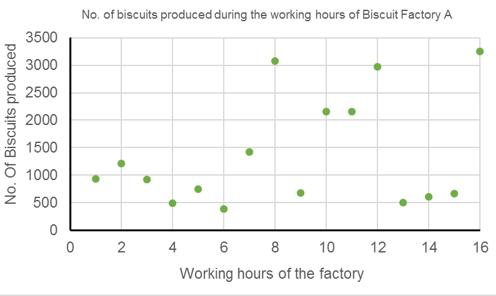 No. of biscuits produced during the working hours of Biscuit Factory A
No. Of Biscuits produced
3500
3000
2500
2000
1500
1000
500
0
0 2 4 6 8 10 12 14 16
Working hours of the factory